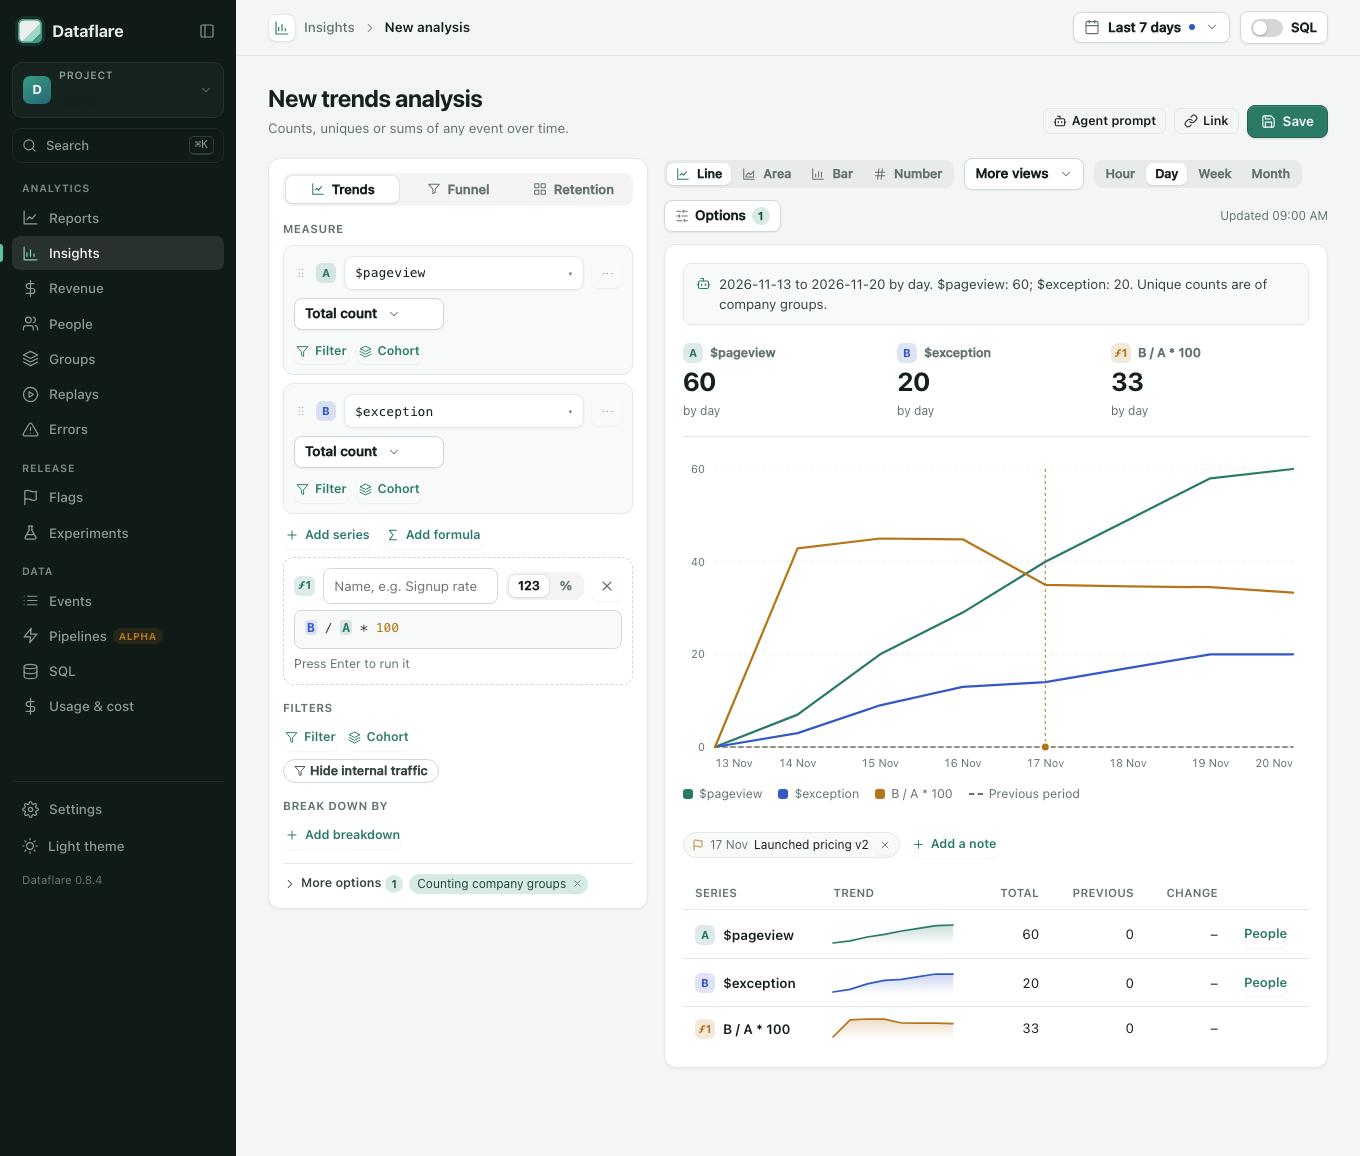 Dataflare
PROJECT
D
Search
⌘K
ANALYTICS
Reports
Insights
Revenue
People
Groups
Replays
Errors
RELEASE
Flags
Experiments
DATA
Events
Pipelines ALPHA
SQL
Usage & cost
Settings
Light theme
Dataflare 0.8.4
Insights > New analysis
Last 7 days
SQL
New trends analysis
Counts, uniques or sums of any event over time.
Agent prompt
Link
Save
Trends
Funnel
Retention
MEASURE
A $pageview ...
Total count
Filter Cohort
B $exception ...
Total count
Filter Cohort
+ Add series Σ Add formula
ƒ1 Name, e.g. Signup rate 123 %
B / A * 100
Press Enter to run it
FILTERS
Filter Cohort
Hide internal traffic
BREAK DOWN BY
+ Add breakdown
More options 1 Counting company groups ×
Line Area Bar # Number
More views
Hour Day Week Month
Options 1
Updated 09:00 AM
2026-11-13 to 2026-11-20 by day. $pageview: 60; $exception: 20. Unique counts are of
company groups.
A $pageview
60
by day
B $exception
20
by day
ƒ1 B / A * 100
33
by day
60
40
20
0
13 Nov 14 Nov 15 Nov 16 Nov 17 Nov 18 Nov 19 Nov 20 Nov
$pageview $exception B / A * 100 Previous period
17 Nov Launched pricing v2 ×
+ Add a note
SERIES TREND TOTAL PREVIOUS CHANGE
A $pageview 60 0 – People
B $exception 20 0 – People
ƒ1 B / A * 100 33 0 –